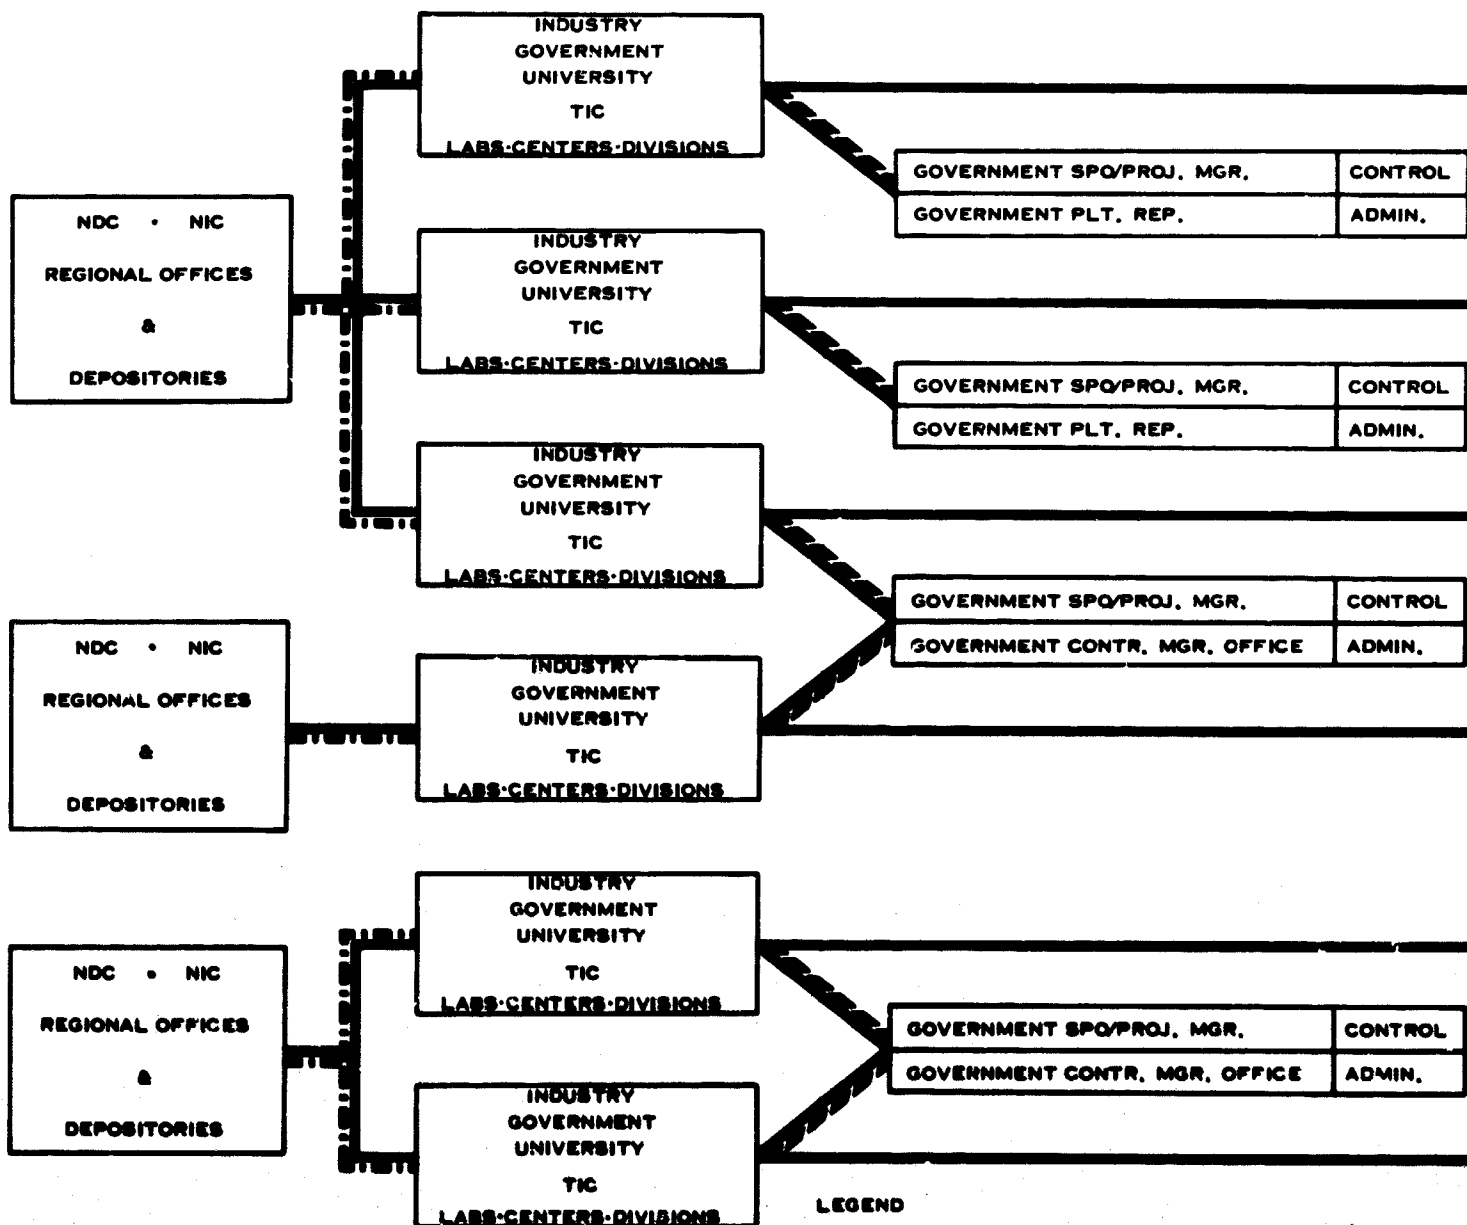 INDUSTRY
GOVERNMENT
UNIVERSITY
TIC
LABS·CENTERS·DIVISIONS
GOVERNMENT SPO/PROJ. MGR. CONTROL
GOVERNMENT PLT. REP. ADMIN.
NDC • NIC
REGIONAL OFFICES
&
DEPOSITORIES
INDUSTRY
GOVERNMENT
UNIVERSITY
TIC
LABS·CENTERS·DIVISIONS
GOVERNMENT SPO/PROJ. MGR. CONTROL
GOVERNMENT PLT. REP. ADMIN.
INDUSTRY
GOVERNMENT
UNIVERSITY
TIC
LABS·CENTERS·DIVISIONS
GOVERNMENT SPO/PROJ. MGR. CONTROL
GOVERNMENT CONTR. MGR. OFFICE ADMIN.
NDC • NIC
REGIONAL OFFICES
&
DEPOSITORIES
INDUSTRY
GOVERNMENT
UNIVERSITY
TIC
LABS·CENTERS·DIVISIONS
INDUSTRY
GOVERNMENT
UNIVERSITY
TIC
LABS·CENTERS·DIVISIONS
NDC • NIC
REGIONAL OFFICES
&
DEPOSITORIES
GOVERNMENT SPO/PROJ. MGR. CONTROL
GOVERNMENT CONTR. MGR. OFFICE ADMIN.
INDUSTRY
GOVERNMENT
UNIVERSITY
TIC
LABS·CENTERS·DIVISIONS
LEGEND